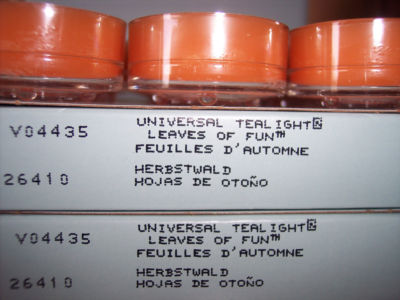 V04435 UNIVERSAL TEALIGHT®
LEAVES OF FUN™
FEUILLES D'AUTOMNE
26410 HERBSTWALD
HOJAS DE OTOÑO
V04435 UNIVERSAL TEALIGHT®
LEAVES OF FUN™
FEUILLES D'AUTOMNE
26410 HERBSTWALD
HOJAS DE OTOÑO